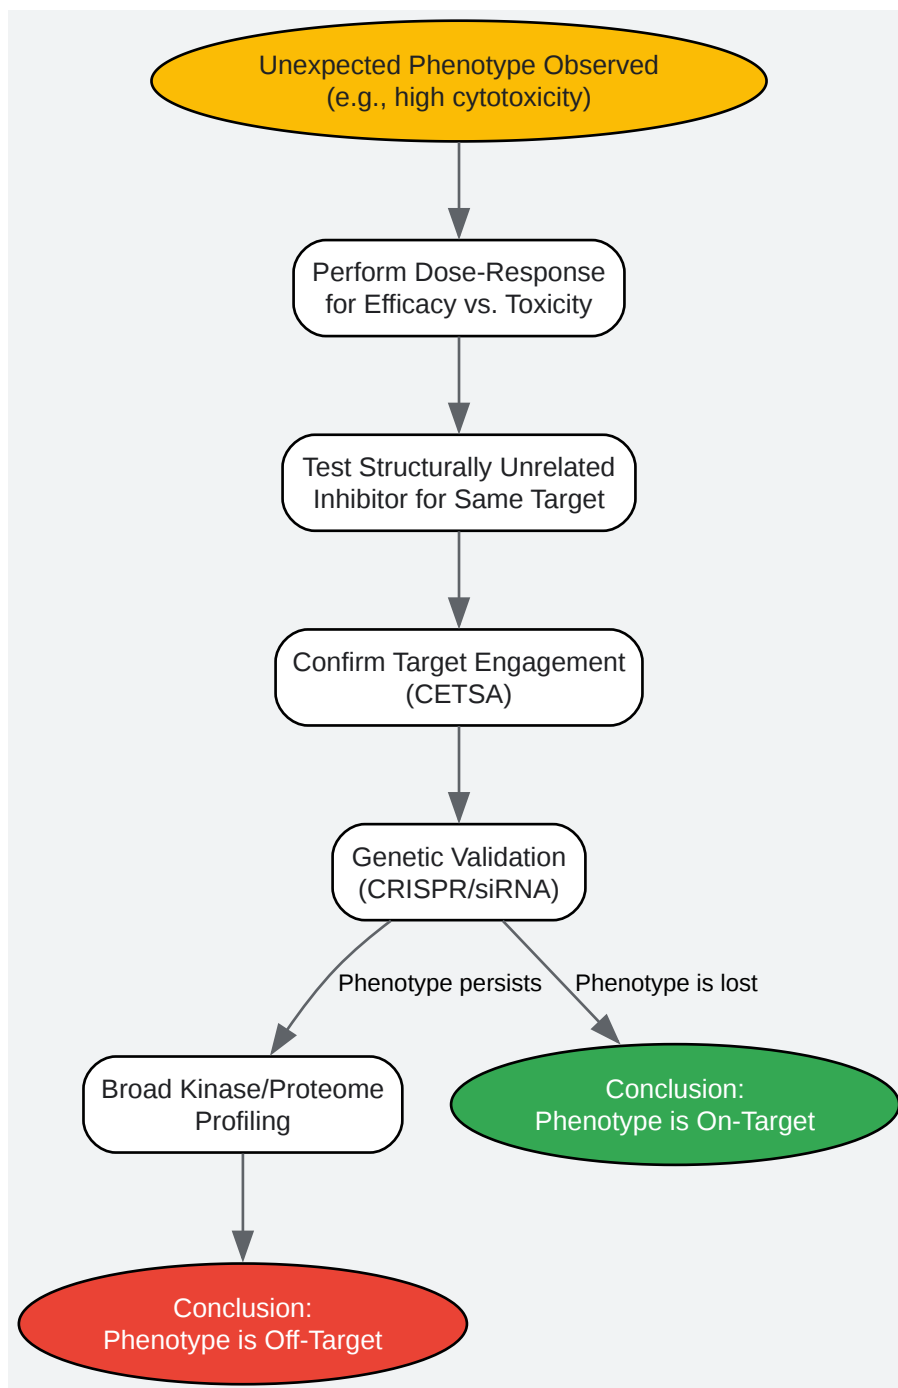 Unexpected Phenotype Observed
(e.g., high cytotoxicity)
Perform Dose-Response
for Efficacy vs. Toxicity
Test Structurally Unrelated
Inhibitor for Same Target
Confirm Target Engagement
(CETSA)
Genetic Validation
(CRISPR/siRNA)
Phenotype persists
Phenotype is lost
Broad Kinase/Proteome
Profiling
Conclusion:
Phenotype is On-Target
Conclusion:
Phenotype is Off-Target